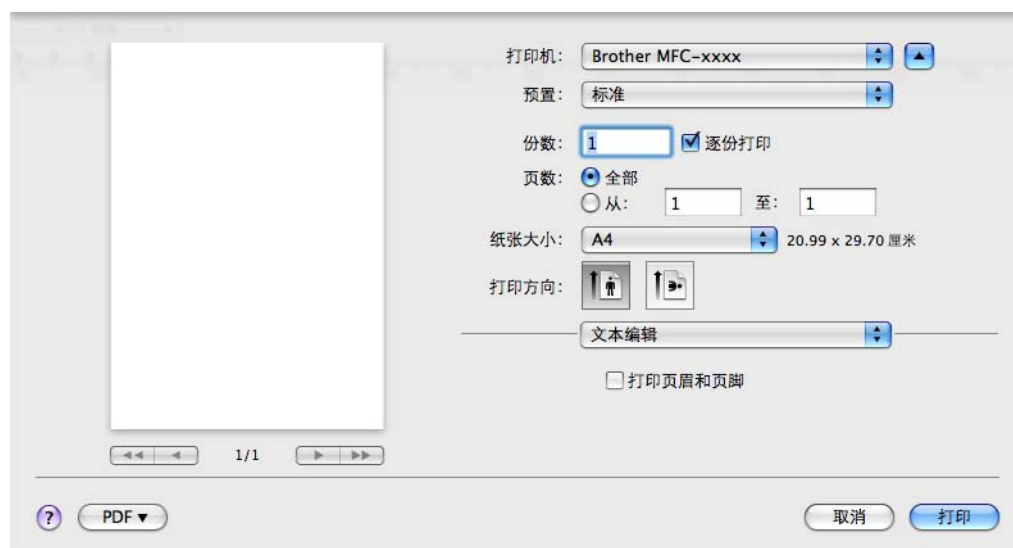 打印机: Brother MFC-xxxx
预置: 标准
份数: 1 逐份打印
页数: 全部
从: 1 至: 1
纸张大小: A4 20.99 x 29.70 厘米
打印方向:
文本编辑
打印页眉和页脚
1/1
? PDF ▼ 取消 打印